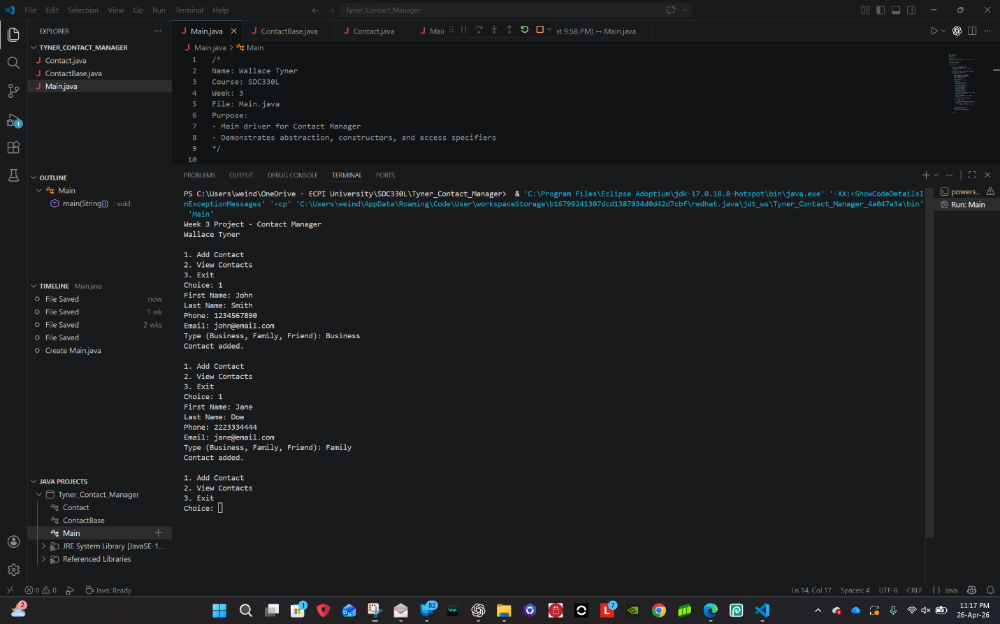 File Edit Selection View Go Run Terminal Help
Tyner_Contact_Manager
EXPLORER
TYNER_CONTACT_MANAGER
Contact.java
ContactBase.java
Main.java
OUTLINE
Main
main(String[]) : void
TIMELINE Main.java
File Saved now
File Saved 1 wk
File Saved 2 wks
File Saved
Create Main.java
JAVA PROJECTS
Tyner_Contact_Manager
Contact
ContactBase
Main
JRE System Library [JavaSE-1...
Referenced Libraries
Main.java ContactBase.java Contact.java Mai at 9:58 PM) ↔ Main.java
Main.java > Main
1 /*
2 Name: Wallace Tyner
3 Course: SDC330L
4 Week: 3
5 File: Main.java
6 Purpose:
7 - Main driver for Contact Manager
8 - Demonstrates abstraction, constructors, and access specifiers
9 */
10
PROBLEMS OUTPUT DEBUG CONSOLE TERMINAL PORTS
PS C:\Users\weind\OneDrive - ECPI University\SDC330L\Tyner_Contact_Manager> & 'C:\Program Files\Eclipse Adoptium\jdk-17.0.18.8-hotspot\bin\java.exe' '-XX:+ShowCodeDetailsI
nExceptionMessages' '-cp' 'C:\Users\weind\AppData\Roaming\Code\User\workspaceStorage\b16799241307dcd1387934d0d42d7cbf\redhat.java\jdt_ws\Tyner_Contact_Manager_4a047a3a\bin'
'Main'
Week 3 Project - Contact Manager
Wallace Tyner
1. Add Contact
2. View Contacts
3. Exit
Choice: 1
First Name: John
Last Name: Smith
Phone: 1234567890
Email: john@email.com
Type (Business, Family, Friend): Business
Contact added.
1. Add Contact
2. View Contacts
3. Exit
Choice: 1
First Name: Jane
Last Name: Doe
Phone: 2223334444
Email: jane@email.com
Type (Business, Family, Friend): Family
Contact added.
1. Add Contact
2. View Contacts
3. Exit
Choice:
powers...
Run: Main
0 0 Java: Ready
Ln 14, Col 17 Spaces: 4 UTF-8 CRLF { } Java
11:17 PM
26-Apr-26
1
2
1
82
7